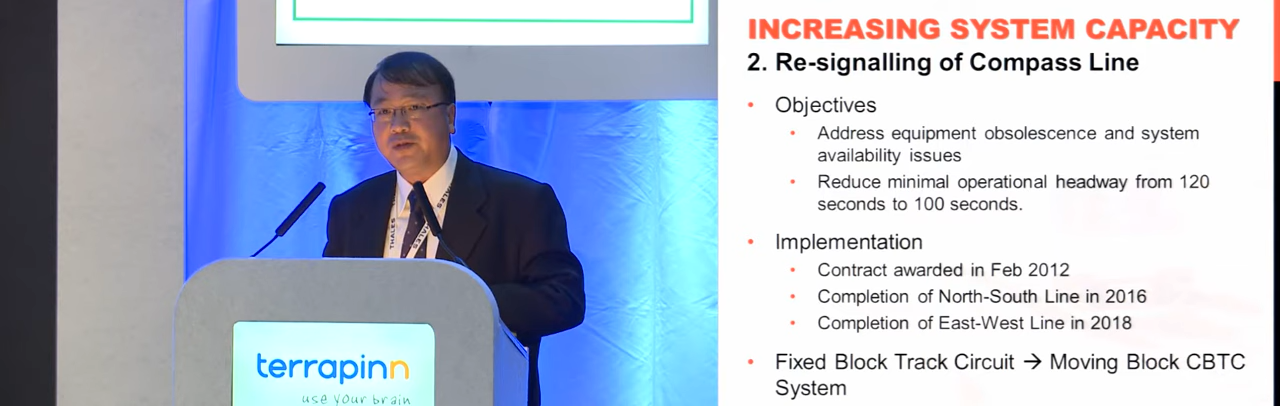 THALES
THALES
terrapinn
use your brain
INCREASING SYSTEM CAPACITY
2. Re-signalling of Compass Line
• Objectives
• Address equipment obsolescence and system
availability issues
• Reduce minimal operational headway from 120
seconds to 100 seconds.
• Implementation
• Contract awarded in Feb 2012
• Completion of North-South Line in 2016
• Completion of East-West Line in 2018
• Fixed Block Track Circuit → Moving Block CBTC
System